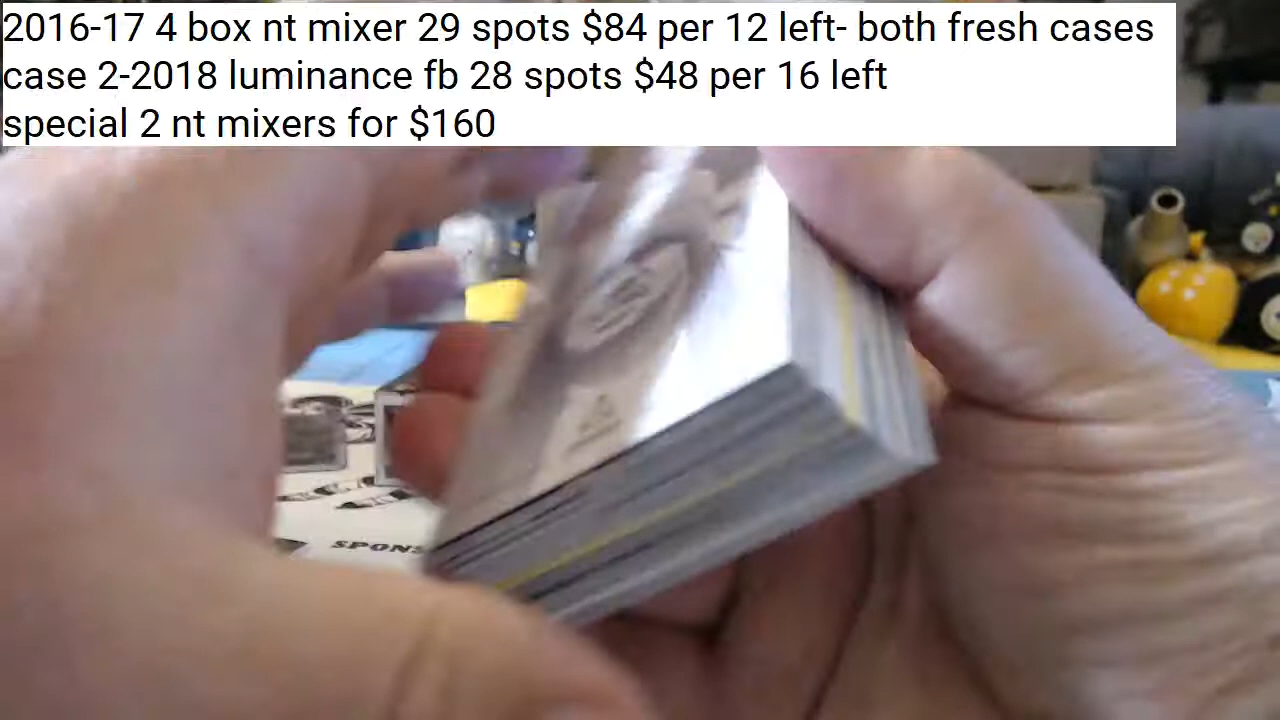 2016-17 4 box nt mixer 29 spots $84 per 12 left- both fresh cases
case 2-2018 luminance fb 28 spots $48 per 16 left
special 2 nt mixers for $160
SPONS